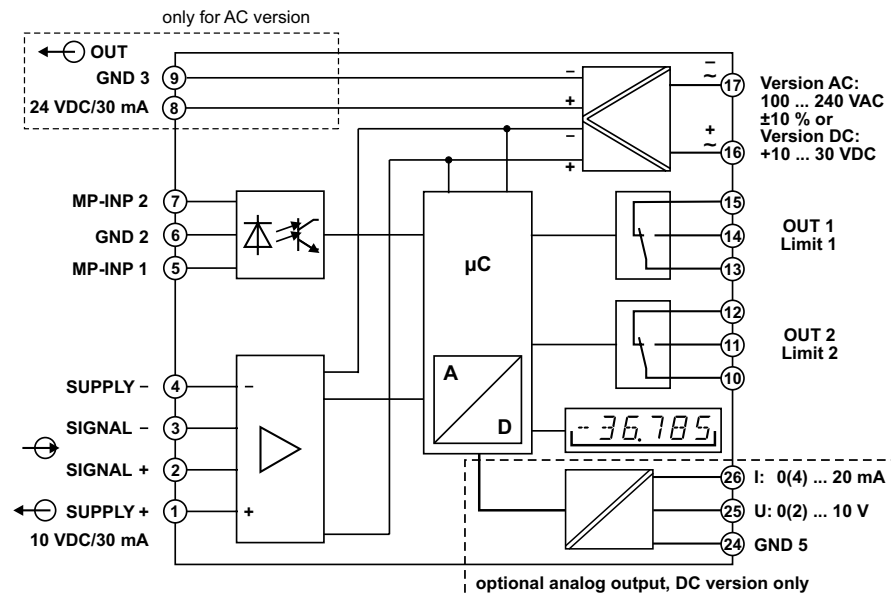 only for AC version
OUT
GND 3 9
24 VDC/30 mA 8
− + − +
− ~ 17
+ ~ 16
Version AC:
100 ... 240 VAC
±10 % or
Version DC:
+10 ... 30 VDC
MP-INP 2 7
GND 2 6
MP-INP 1 5
µC
15
14
13
OUT 1
Limit 1
12
11
10
OUT 2
Limit 2
SUPPLY − 4 −
SIGNAL − 3
SIGNAL + 2
SUPPLY + 1 +
10 VDC/30 mA
A
D
-36.785
26 I: 0(4) ... 20 mA
25 U: 0(2) ... 10 V
24 GND 5
optional analog output, DC version only